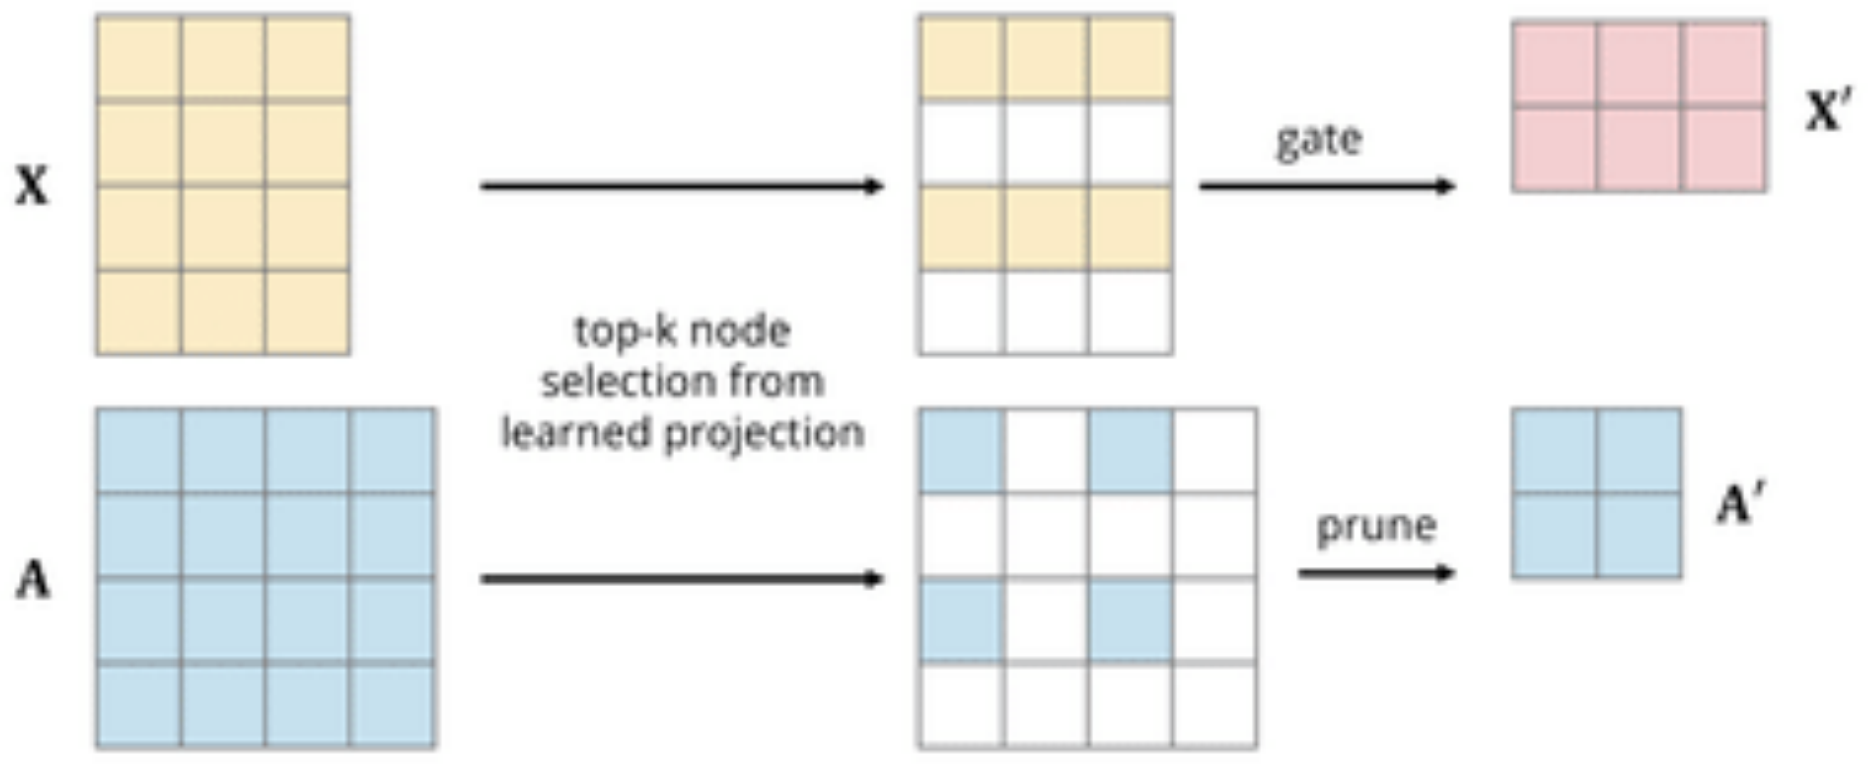 X
gate
X′
top-k node
selection from
learned projection
A
prune
A′